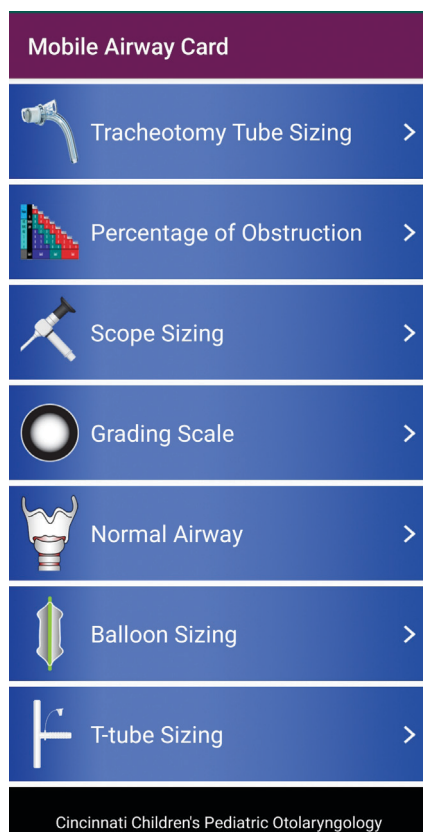 Mobile Airway Card
Tracheotomy Tube Sizing
Percentage of Obstruction
Scope Sizing
Grading Scale
Normal Airway
Balloon Sizing
T-tube Sizing
Cincinnati Children's Pediatric Otolaryngology